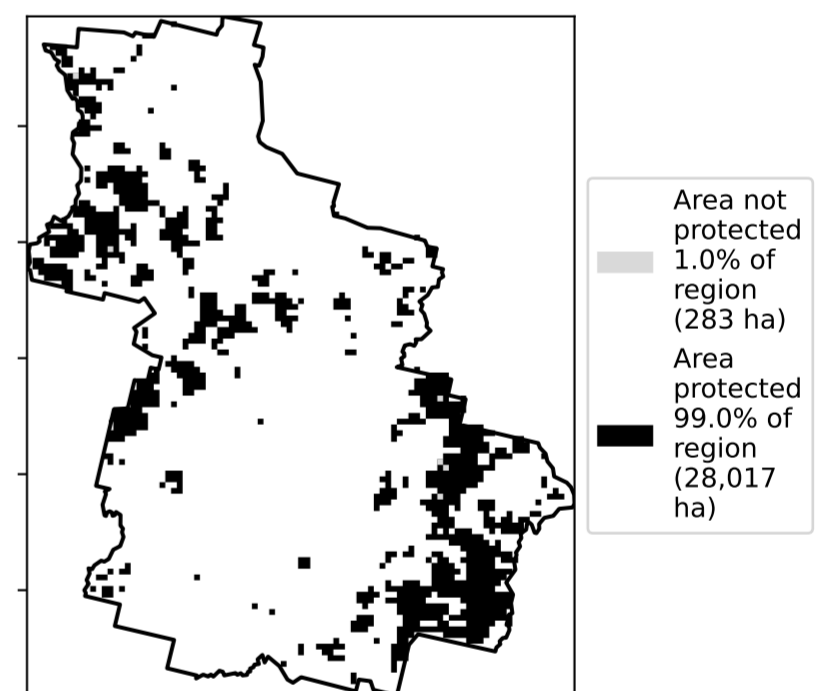 Area not
protected
1.0% of
region
(283 ha)
Area
protected
99.0% of
region
(28,017
ha)